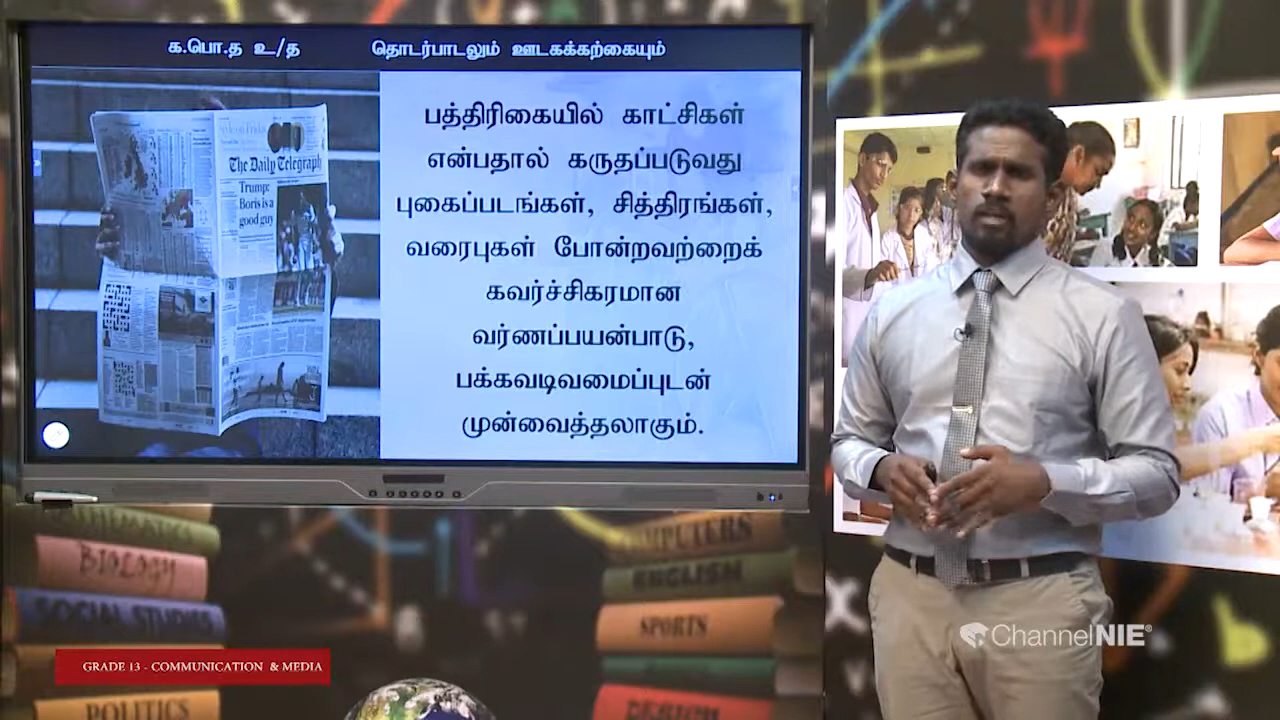 க.பொ.த உ/த
தொடர்பாடலும் ஊடகக்கற்கையும்
The Daily Telegraph
Trump:
Boris is a
good guy
பத்திரிகையில் காட்சிகள்
என்பதால் கருதப்படுவது
புகைப்படங்கள், சித்திரங்கள்,
வரைபுகள் போன்றவற்றைக்
கவர்ச்சிகரமான
வர்ணப்பயன்பாடு,
பக்கவடிவமைப்புடன்
முன்வைத்தலாகும்.
MATHEMATICS
BIOLOGY
SOCIAL STUDIES
POLITICS
COMPUTERS
ENGLISH
SPORTS
DESIGN
GRADE 13 - COMMUNICATION & MEDIA
ChannelNIE®